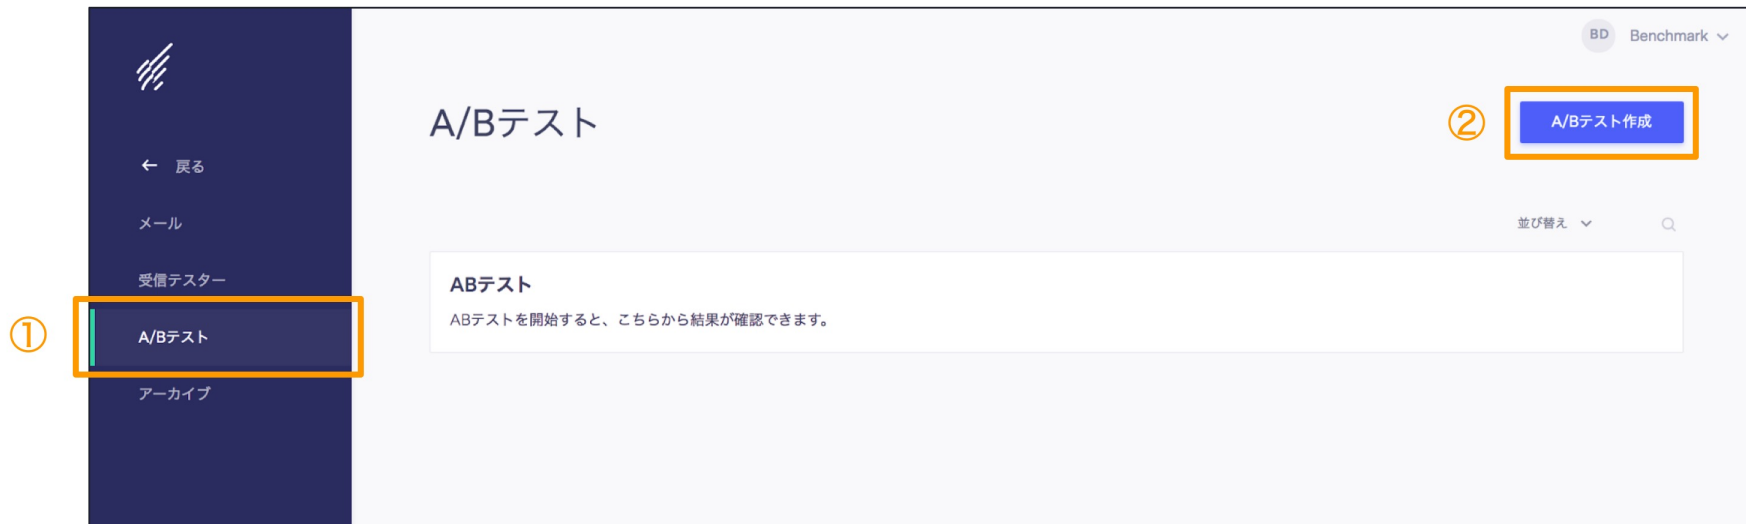 BD Benchmark
A/Bテスト
② A/Bテスト作成
← 戻る
メール
受信テスター
① A/Bテスト
アーカイブ
並び替え
ABテスト
ABテストを開始すると、こちらから結果が確認できます。